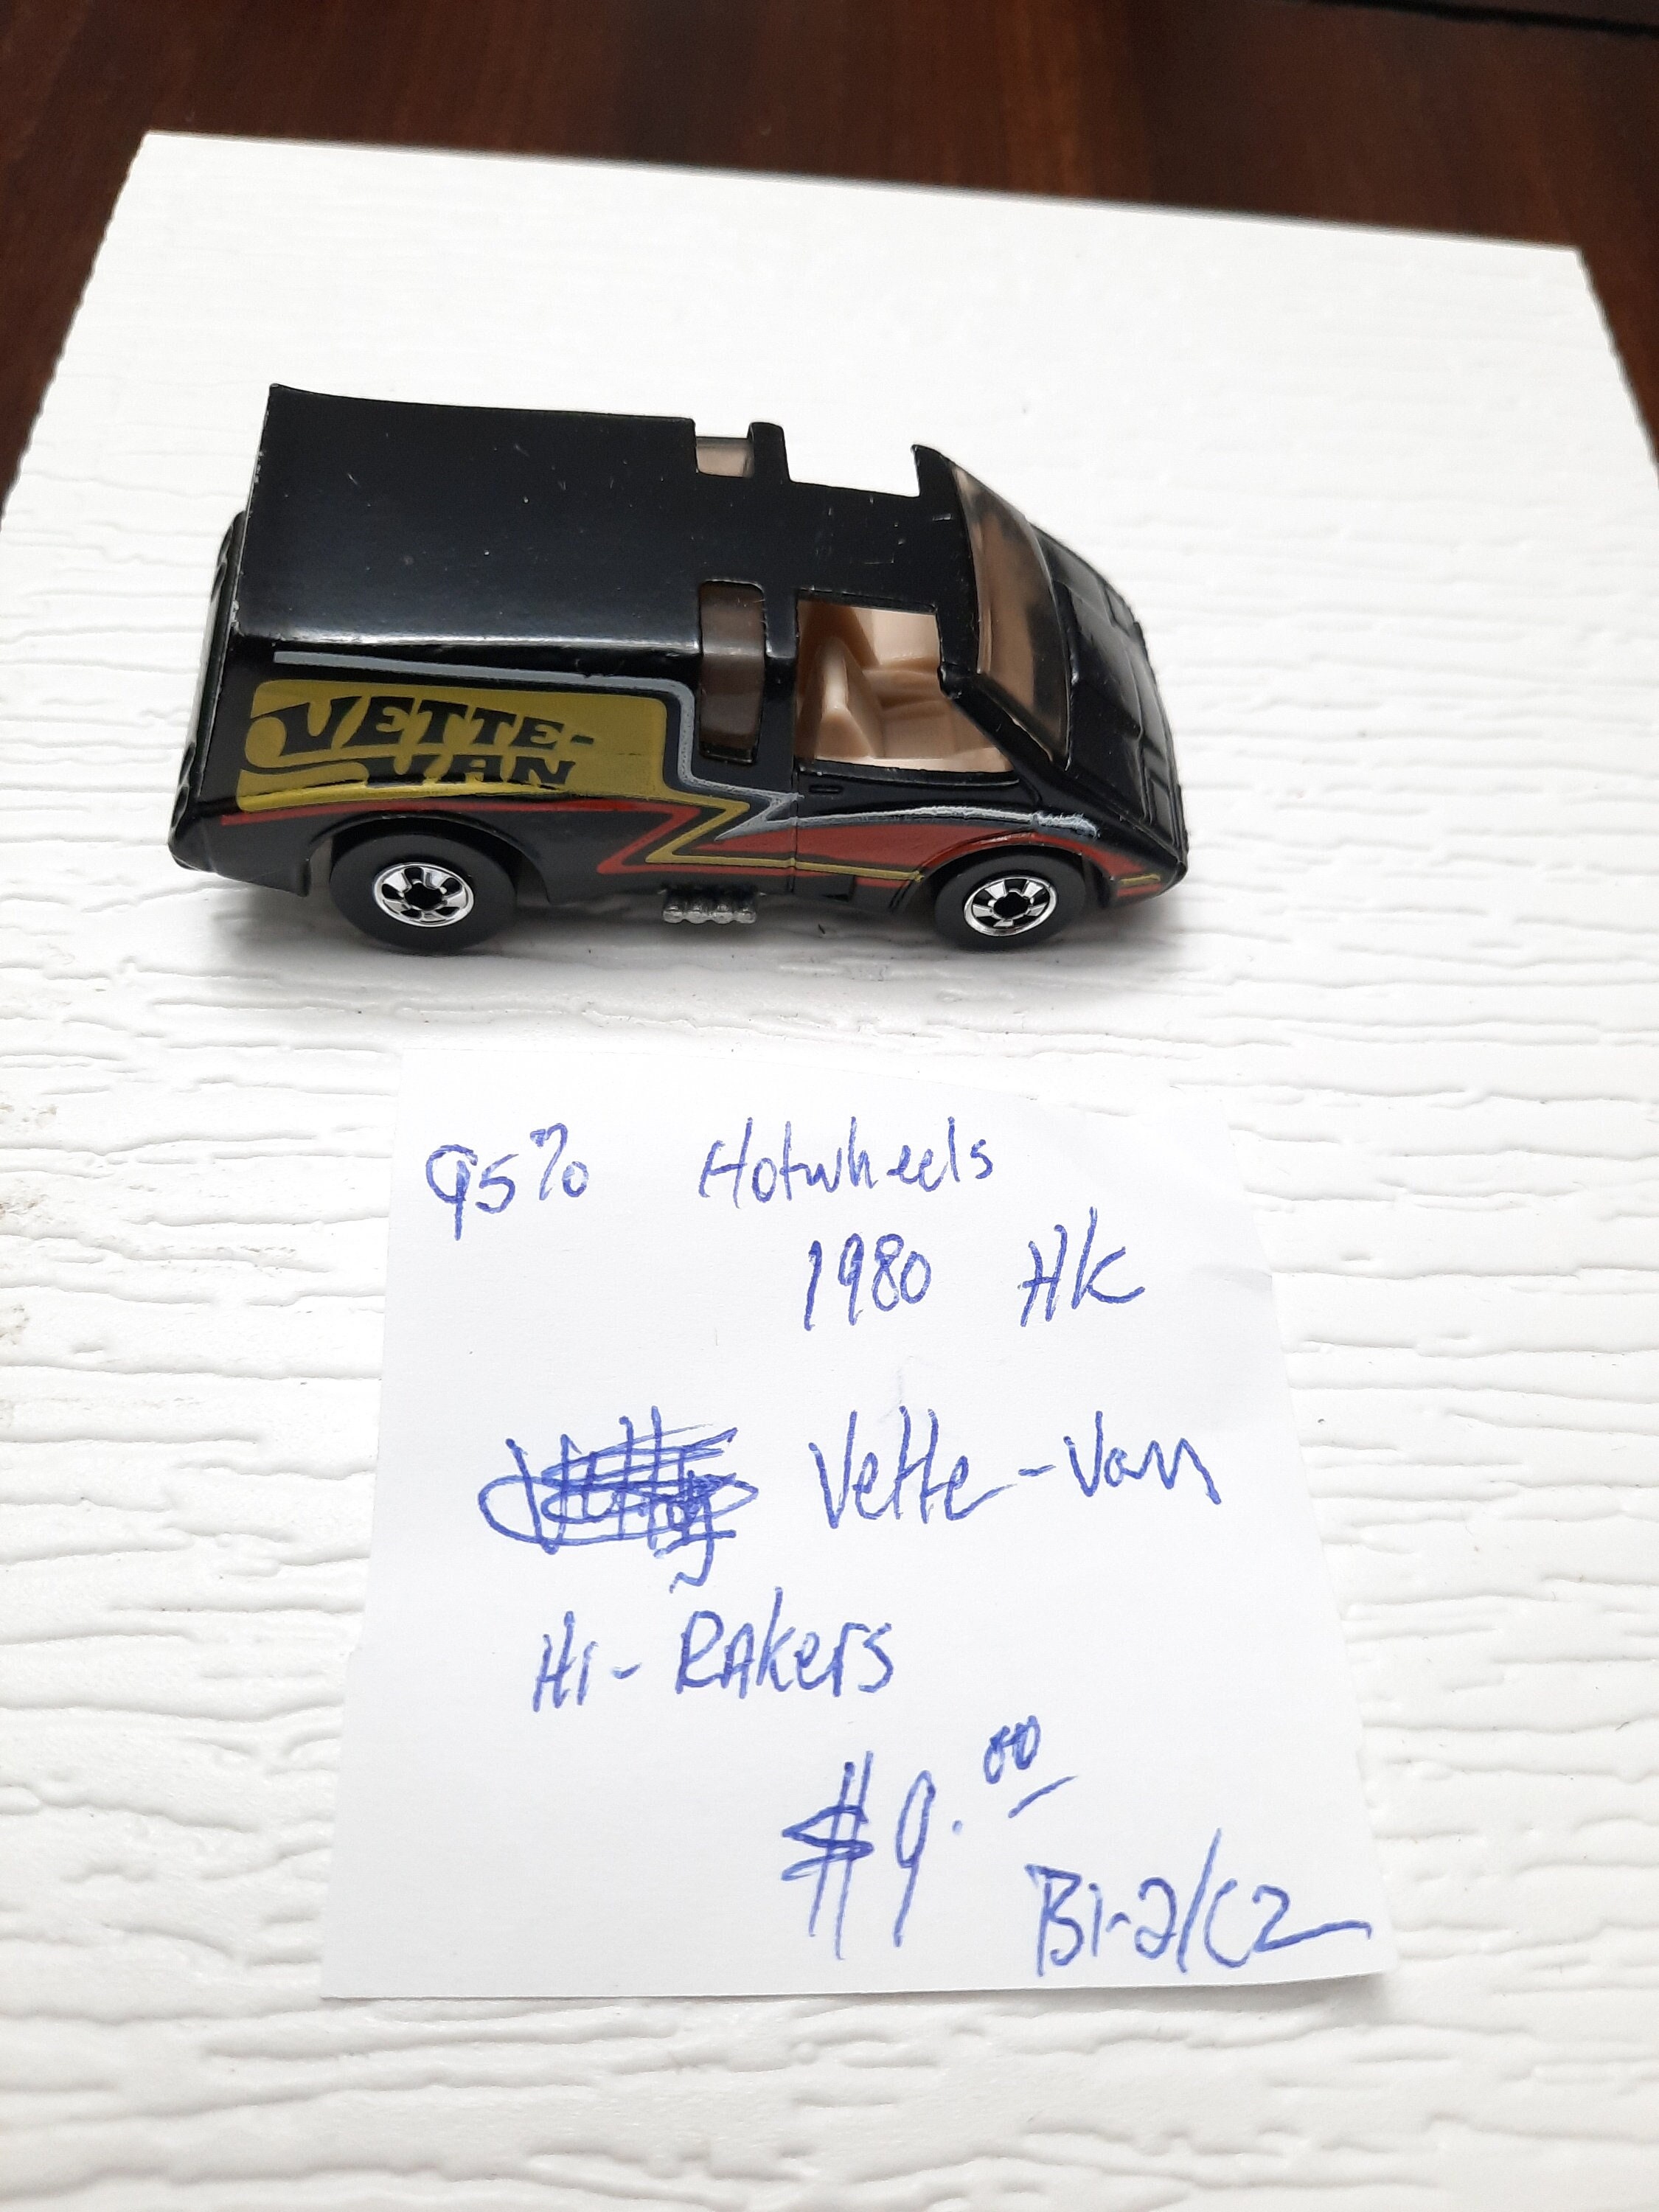 VETTE-
VAN
95% Hotwheels
1980 HK
Vette-Van
Hi-RAkers
$9.00
B1-2/C2